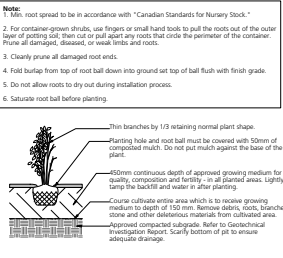 Note:
1. Min. root spread to be in accordance with "Canadian Standards for Nursery Stock."
2. For container-grown shrubs, use fingers or small hand tools to pull the roots out of the outer
layer of potting soil; then cut or pull apart any roots that circle the perimeter of the container.
Prune all damaged, diseased, or weak limbs and roots.
3. Cleanly prune all damaged root ends.
4. Fold burlap from top of root ball down into ground set top of ball flush with finish grade.
5. Do not allow roots to dry out during installation process.
6. Saturate root ball before planting.
Thin branches by 1/3 retaining normal plant shape.
Planting hole and root ball must be covered with 50mm of
composted mulch. Do not put mulch against the base of the
plant.
450mm continuous depth of approved growing medium for
quality, composition and fertility - in all planted areas. Lightly
tamp the backfill and water in after planting.
Course cultivate entire area which is to receive growing
medium to depth of 150 mm. Remove debris, roots, branche
stone and other deleterious materials from cultivated area.
Approved compacted subgrade. Refer to Geotechnical
Investigation Report. Scarify bottom of pit to ensure
adequate drainage.